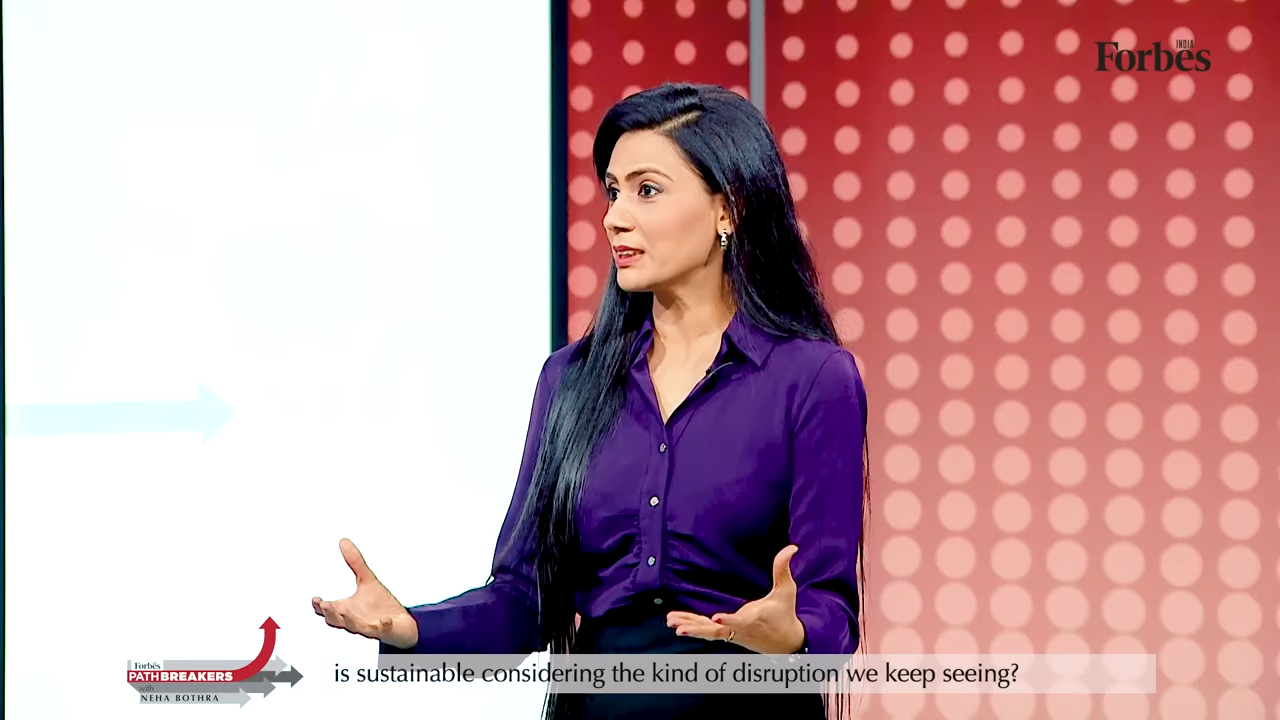 Forbes
INDIA
is sustainable considering the kind of disruption we keep seeing?
Forbes
PATHBREAKERS
with
NEHA BOTHRA